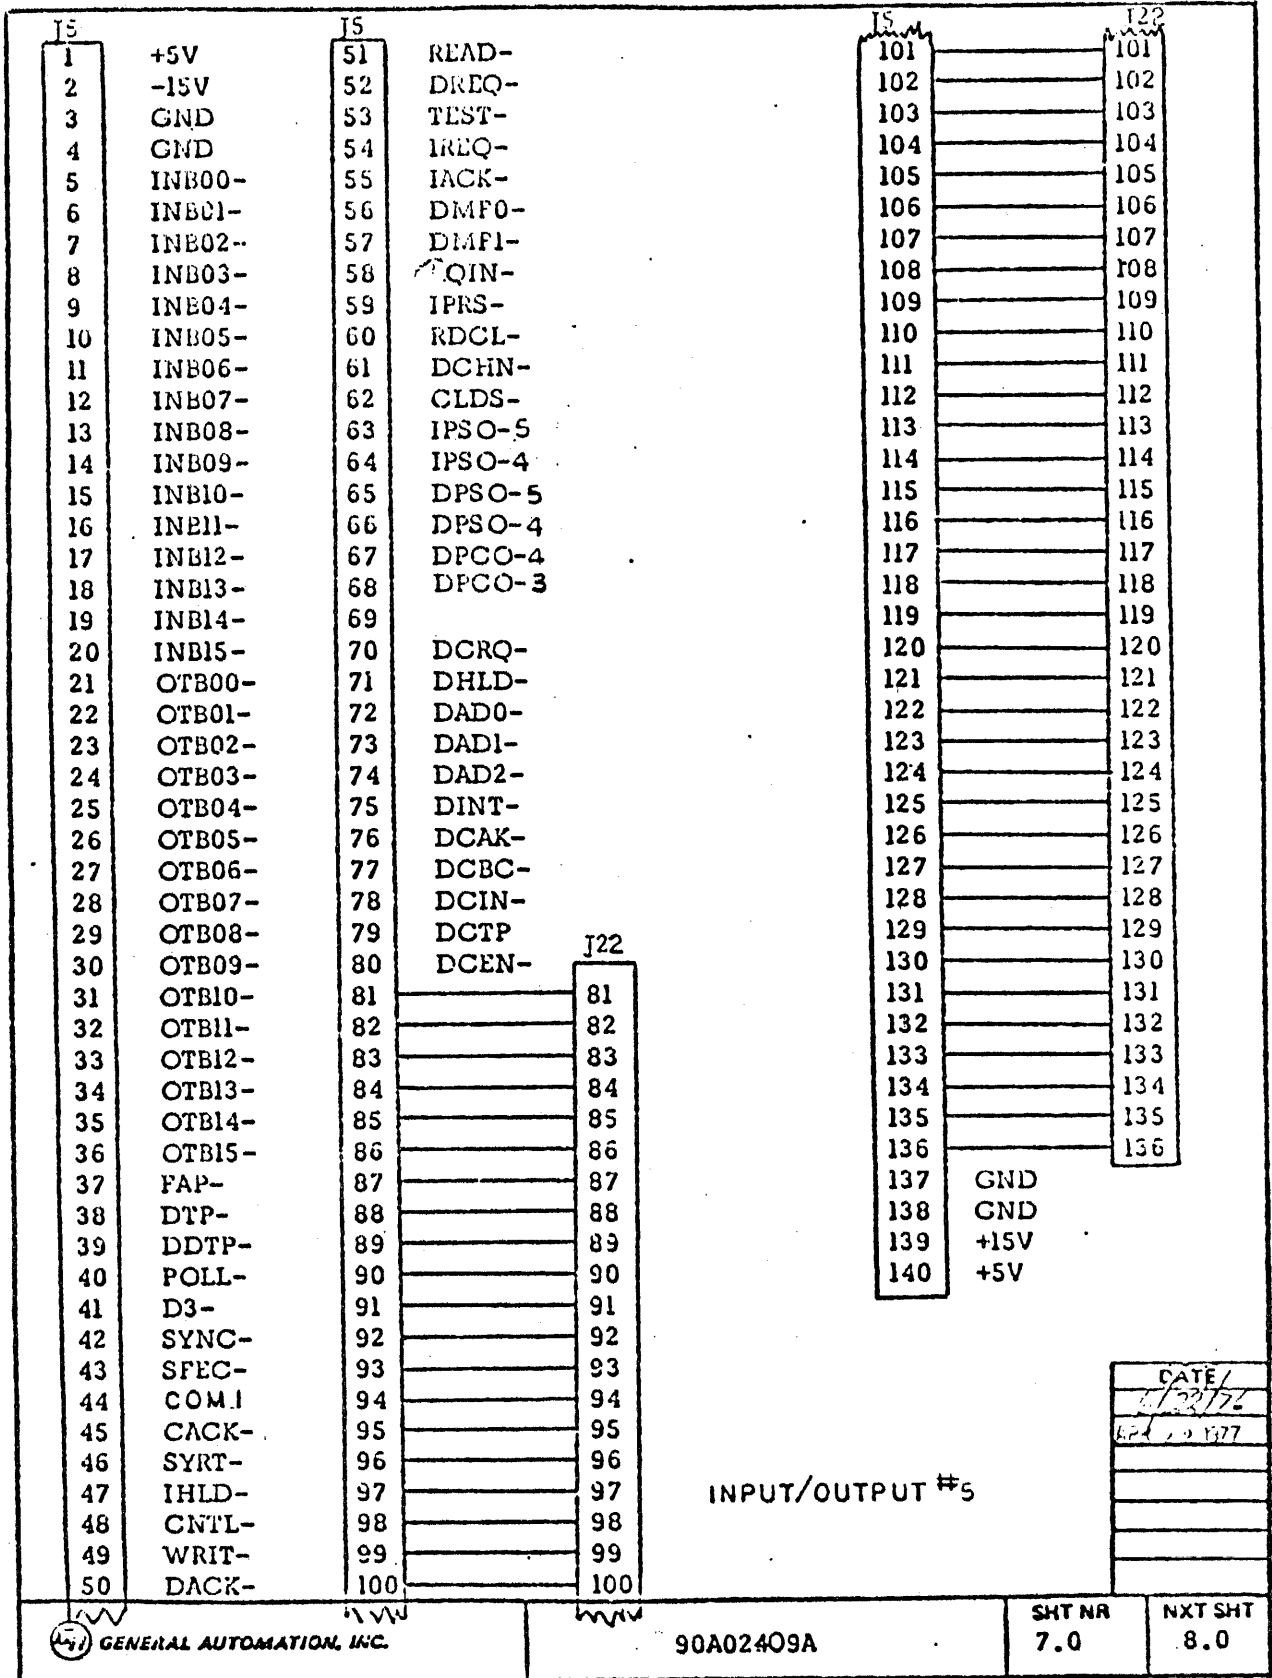 J5
1 +5V
2 -15V
3 GND
4 GND
5 INB00-
6 INB01-
7 INB02-
8 INB03-
9 INB04-
10 INB05-
11 INB06-
12 INB07-
13 INB08-
14 INB09-
15 INB10-
16 INB11-
17 INB12-
18 INB13-
19 INB14-
20 INB15-
21 OTB00-
22 OTB01-
23 OTB02-
24 OTB03-
25 OTB04-
26 OTB05-
27 OTB06-
28 OTB07-
29 OTB08-
30 OTB09-
31 OTB10-
32 OTB11-
33 OTB12-
34 OTB13-
35 OTB14-
36 OTB15-
37 FAP-
38 DTP-
39 DDTP-
40 POLL-
41 D3-
42 SYNC-
43 SFEC-
44 COM.1
45 CACK-
46 SYRT-
47 IHLD-
48 CNTL-
49 WRIT-
50 DACK-
J5
51 READ-
52 DREQ-
53 TEST-
54 IREQ-
55 IACK-
56 DMF0-
57 DMF1-
58 QIN-
59 IPRS-
60 RDCL-
61 DCHN-
62 CLDS-
63 IPSO-5
64 IPSO-4
65 DPSO-5
66 DPSO-4
67 DPCO-4
68 DPCO-3
69
70 DCRQ-
71 DHLD-
72 DAD0-
73 DAD1-
74 DAD2-
75 DINT-
76 DCAK-
77 DCBC-
78 DCIN-
79 DCTP
80 DCEN-
J22
81 81
82 82
83 83
84 84
85 85
86 86
87 87
88 88
89 89
90 90
91 91
92 92
93 93
94 94
95 95
96 96
97 97
98 98
99 99
100 100
J5 J22
101 101
102 102
103 103
104 104
105 105
106 106
107 107
108 108
109 109
110 110
111 111
112 112
113 113
114 114
115 115
116 116
117 117
118 118
119 119
120 120
121 121
122 122
123 123
124 124
125 125
126 126
127 127
128 128
129 129
130 130
131 131
132 132
133 133
134 134
135 135
136 136
137 GND
138 GND
139 +15V
140 +5V
INPUT/OUTPUT #5
DATE
1977
GENERAL AUTOMATION, INC.
90A02409A
SHT NR
7.0
NXT SHT
8.0